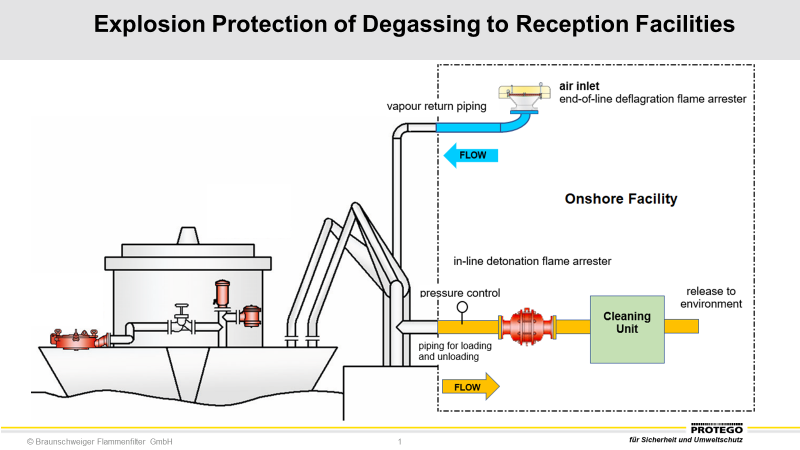 Explosion Protection of Degassing to Reception Facilities
air inlet
end-of-line deflagration flame arrester
vapour return piping
FLOW
Onshore Facility
in-line detonation flame arrester
pressure control
release to
environment
Cleaning
Unit
piping for loading
and unloading
FLOW
© Braunschweiger Flammenfilter GmbH
1
PROTEGO
für Sicherheit und Umweltschutz